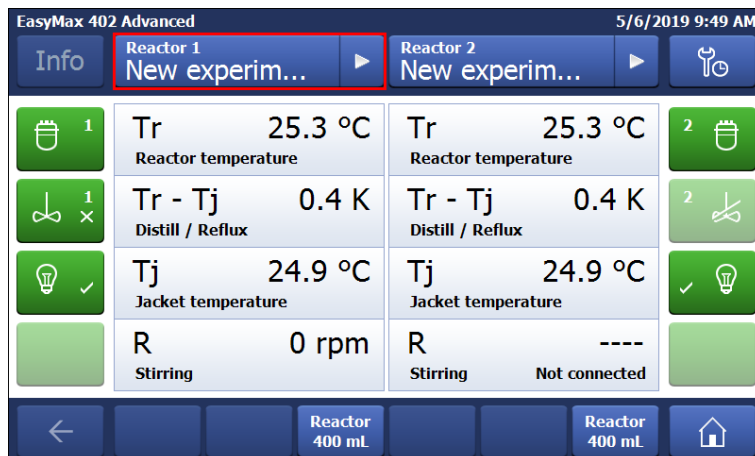 EasyMax 402 Advanced 5/6/2019 9:49 AM
Info
Reactor 1
New experim...
Reactor 2
New experim...
1
Tr 25.3 °C
Reactor temperature
Tr 25.3 °C
Reactor temperature
2
1
Tr - Tj 0.4 K
Distill / Reflux
Tr - Tj 0.4 K
Distill / Reflux
2
Tj 24.9 °C
Jacket temperature
Tj 24.9 °C
Jacket temperature
R 0 rpm
Stirring
R ----
Stirring Not connected
Reactor
400 mL
Reactor
400 mL